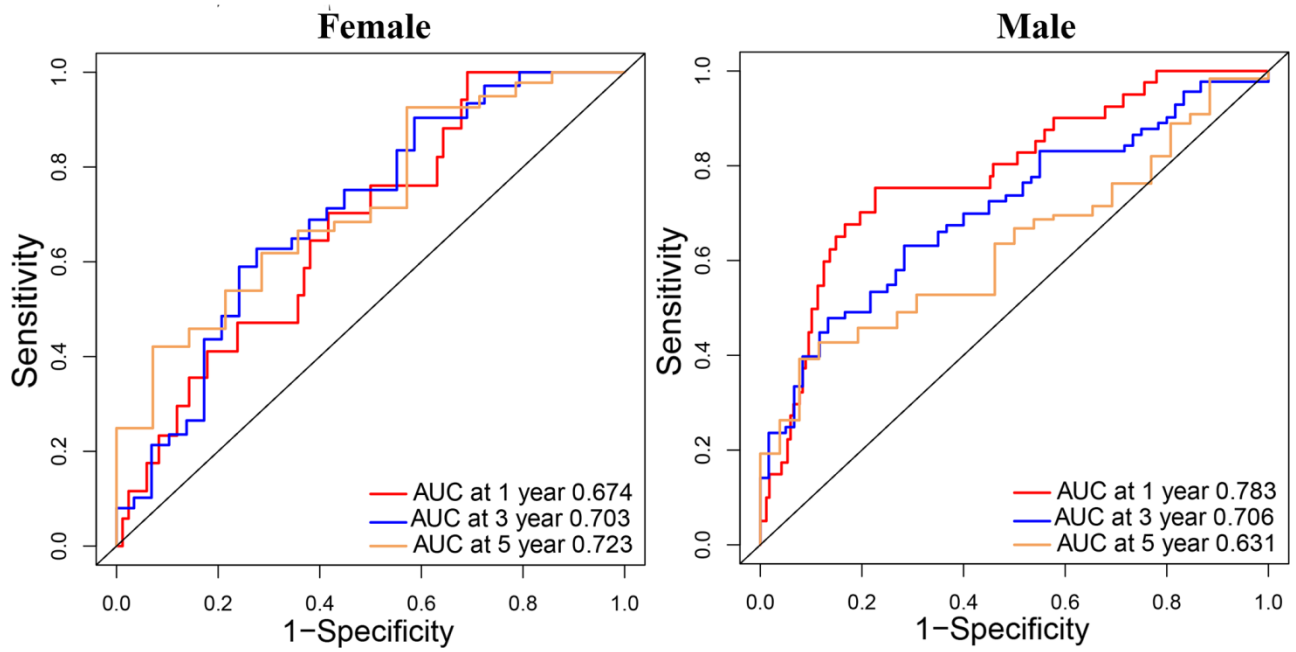 Female
Sensitivity
1.0
0.8
0.6
0.4
0.2
0.0
AUC at 1 year 0.674
AUC at 3 year 0.703
AUC at 5 year 0.723
0.0 0.2 0.4 0.6 0.8 1.0
1−Specificity
Male
Sensitivity
1.0
0.8
0.6
0.4
0.2
0.0
AUC at 1 year 0.783
AUC at 3 year 0.706
AUC at 5 year 0.631
0.0 0.2 0.4 0.6 0.8 1.0
1−Specificity